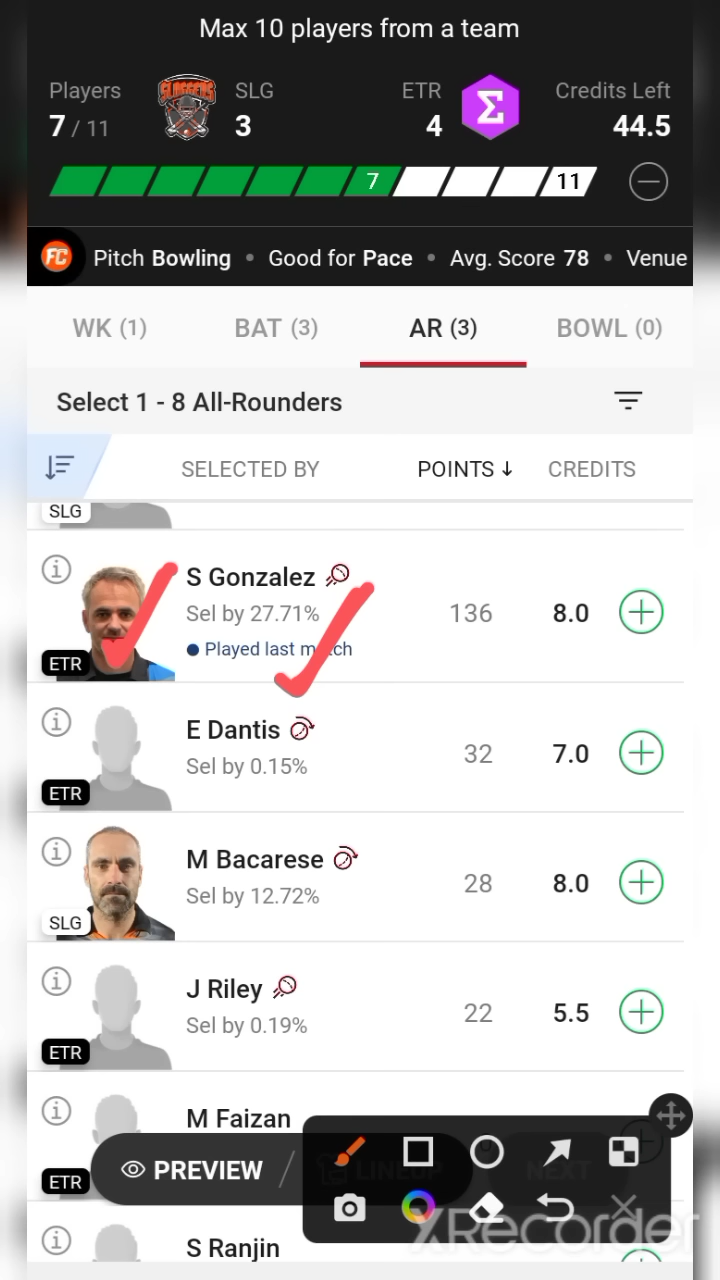 Max 10 players from a team
Players SLG ETR Credits Left
7 / 11 SLOGGERS 3 4 Σ 44.5
7 11
FC Pitch Bowling • Good for Pace • Avg. Score 78 • Venue
WK (1) BAT (3) AR (3) BOWL (0)
Select 1 - 8 All-Rounders
SELECTED BY POINTS ↓ CREDITS
SLG
S Gonzalez
Sel by 27.71% 136 8.0
Played last match
ETR
E Dantis
Sel by 0.15% 32 7.0
ETR
M Bacarese
Sel by 12.72% 28 8.0
SLG
J Riley
Sel by 0.19% 22 5.5
ETR
M Faizan
ETR PREVIEW / LINEUP NEXT
XRecorder
S Ranjin